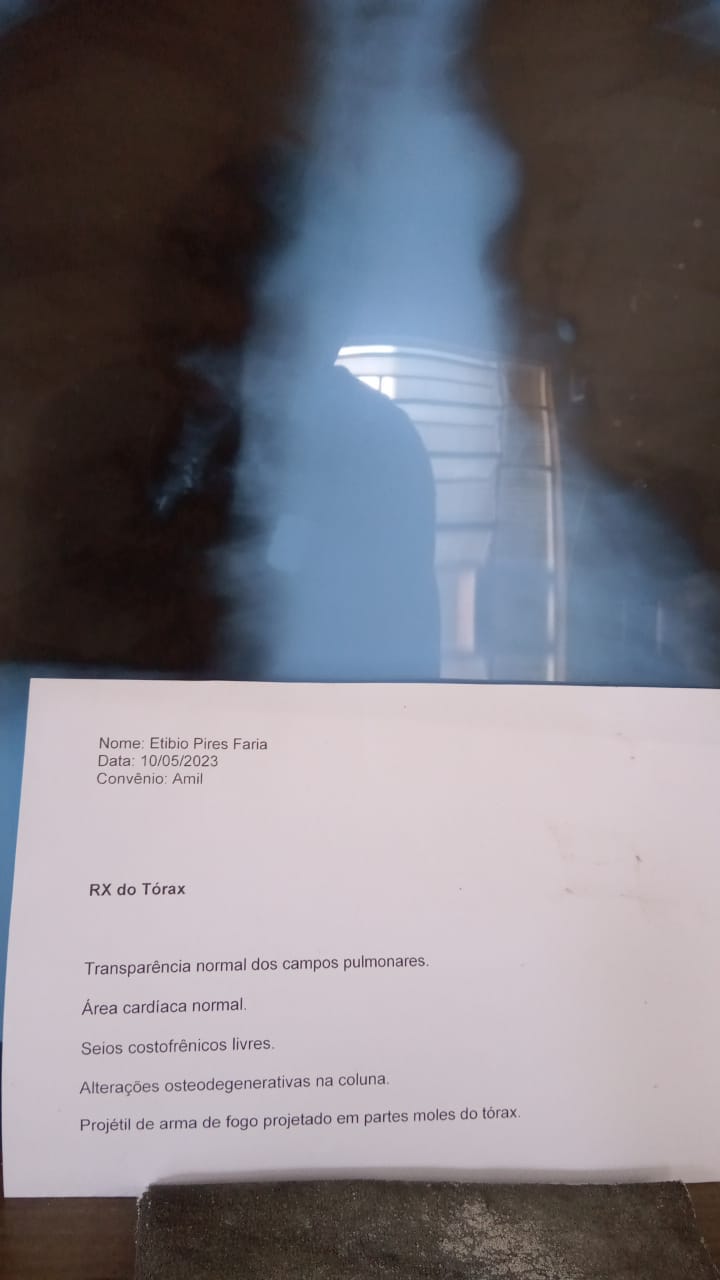 Nome: Etibio Pires Faria
Data: 10/05/2023
Convênio: Amil
RX do Tórax
Transparência normal dos campos pulmonares.
Área cardíaca normal.
Seios costofrênicos livres.
Alterações osteodegenerativas na coluna.
Projétil de arma de fogo projetado em partes moles do tórax.